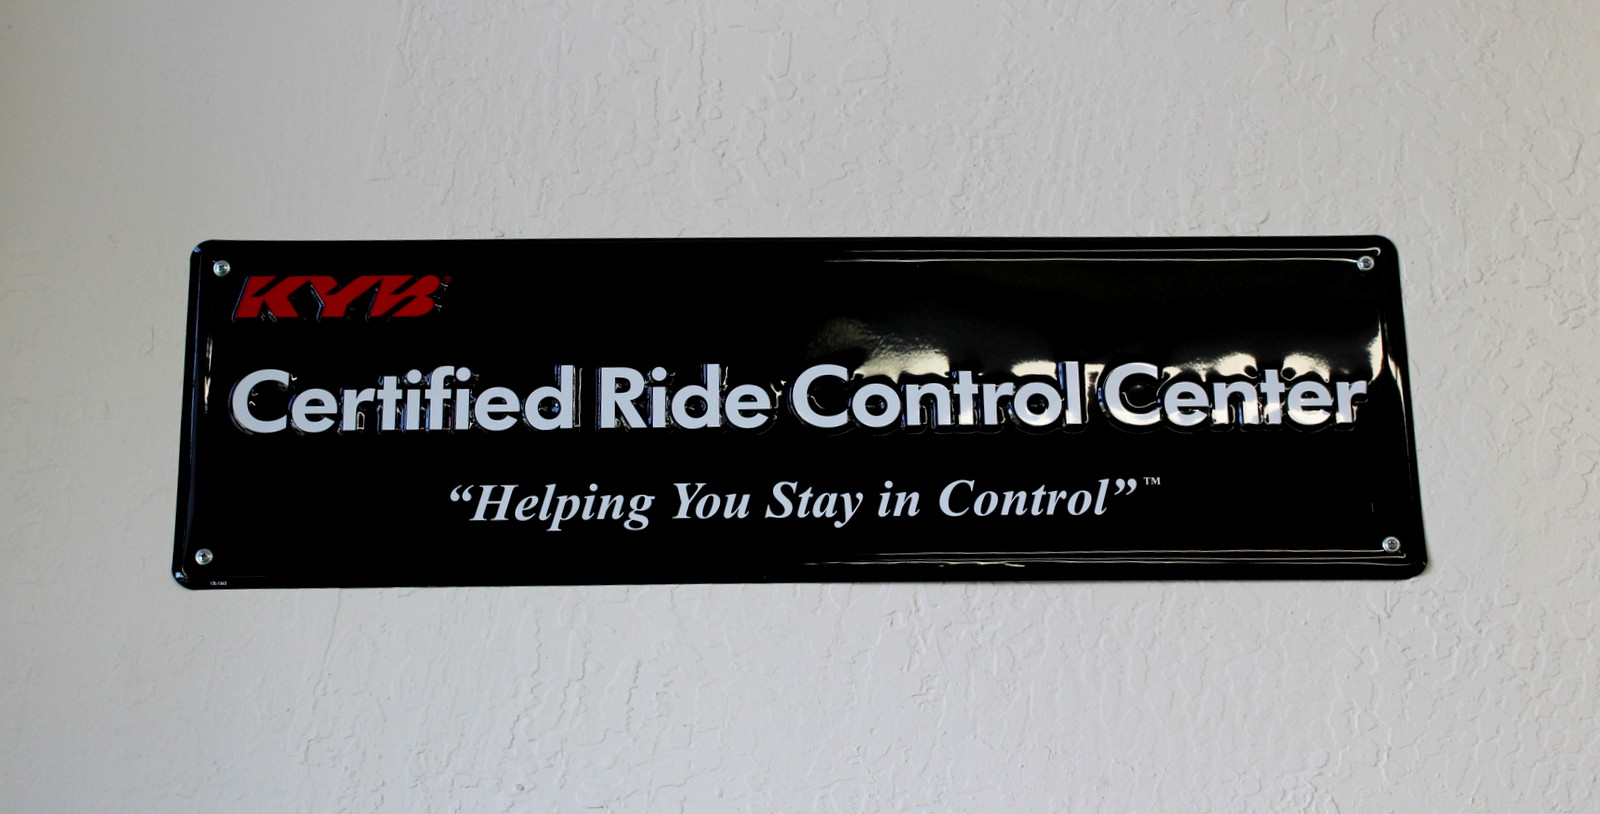 KYB®
Certified Ride Control Center
“Helping You Stay in Control”™